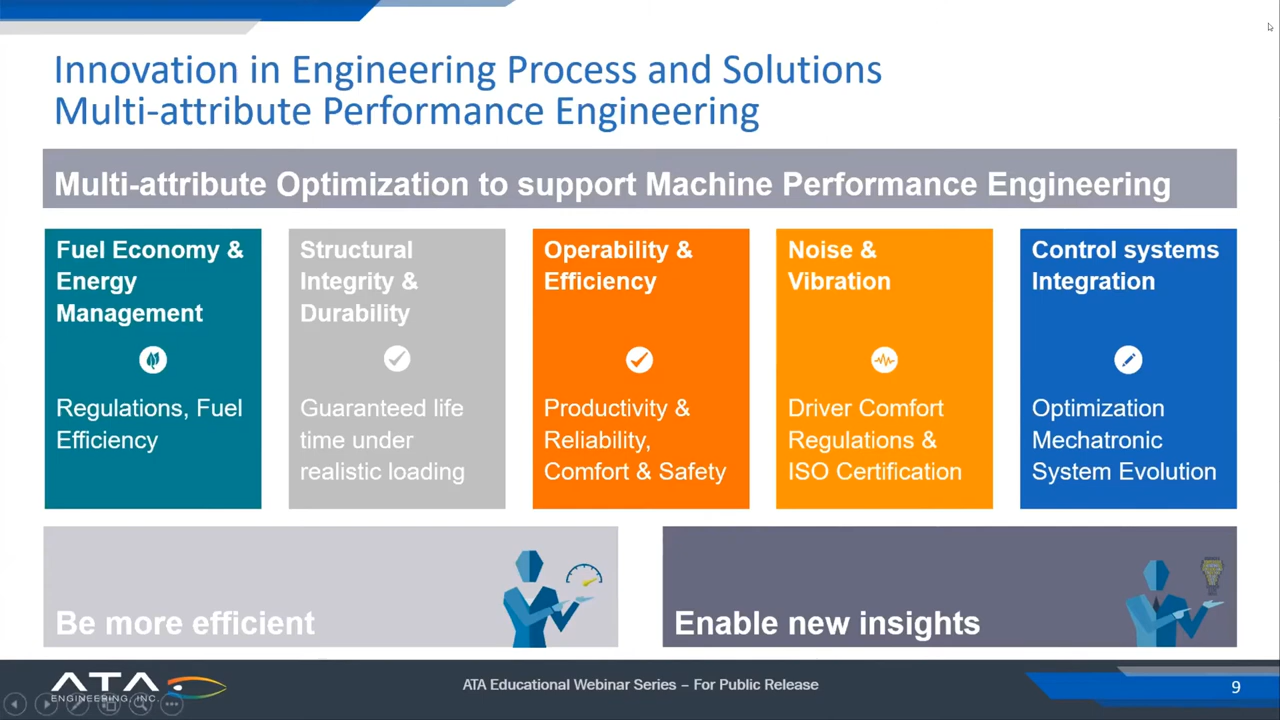 Innovation in Engineering Process and Solutions
Multi-attribute Performance Engineering
Multi-attribute Optimization to support Machine Performance Engineering
Fuel Economy &
Energy
Management
Regulations, Fuel
Efficiency
Structural
Integrity &
Durability
Guaranteed life
time under
realistic loading
Operability &
Efficiency
Productivity &
Reliability,
Comfort & Safety
Noise &
Vibration
Driver Comfort
Regulations &
ISO Certification
Control systems
Integration
Optimization
Mechatronic
System Evolution
Be more efficient
Enable new insights
ATA
ENGINEERING, INC.
ATA Educational Webinar Series – For Public Release
9